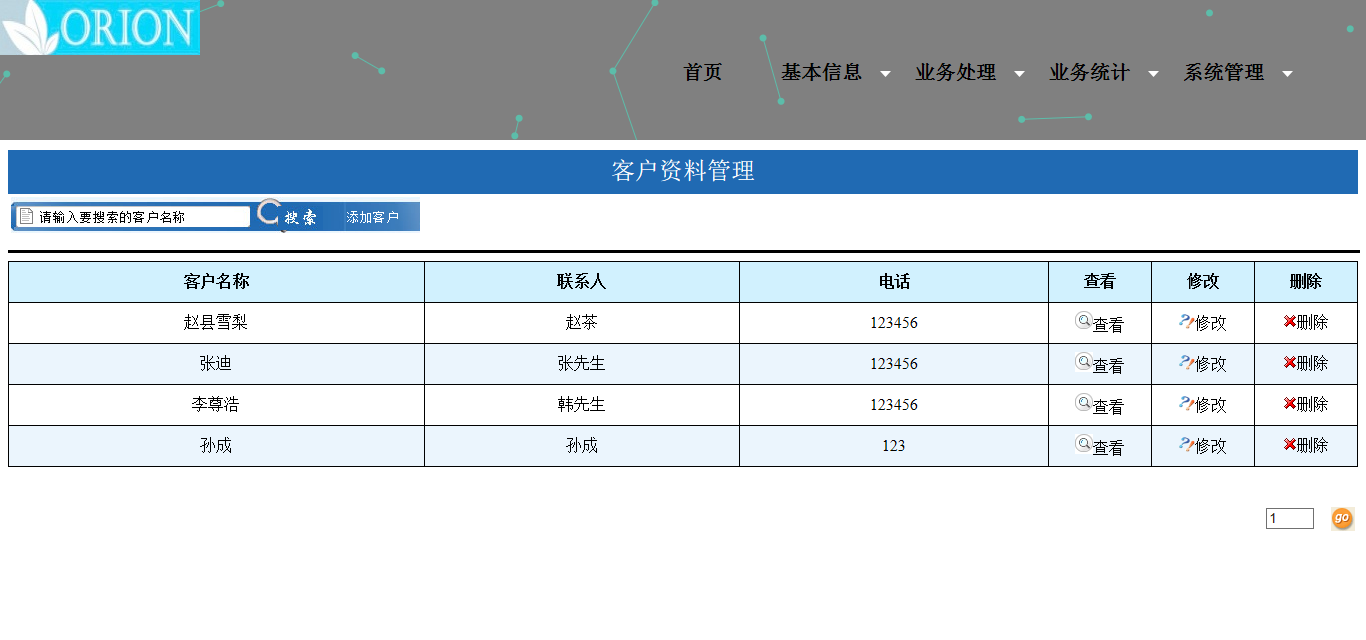 ORION
首页 基本信息 业务处理 业务统计 系统管理
客户资料管理
请输入要搜索的客户名称 搜索 添加客户
客户名称 联系人 电话 查看 修改 删除
赵县雪梨 赵茶 123456 查看 修改 删除
张迪 张先生 123456 查看 修改 删除
李尊浩 韩先生 123456 查看 修改 删除
孙成 孙成 123 查看 修改 删除
1 go